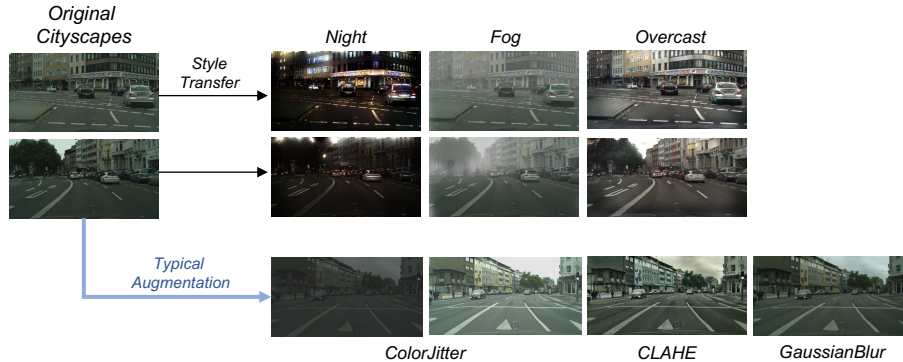 Original
Cityscapes
Night
Fog
Overcast
Style
Transfer
Typical
Augmentation
ColorJitter
CLAHE
GaussianBlur